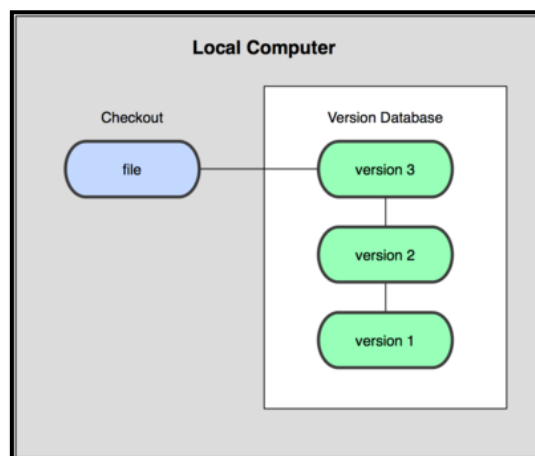 Local Computer
Checkout
Version Database
file
version 3
version 2
version 1